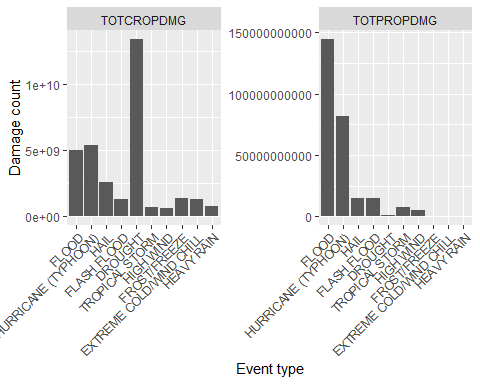 TOTCROPDMG
TOTPROPDMG
Damage count
1e+10
5e+09
0e+00
150000000000
100000000000
50000000000
0
FLOOD
HURRICANE (TYPHOON)
HAIL
FLASH FLOOD
DROUGHT
TROPICAL STORM
HIGH WIND
FROST/FREEZE
EXTREME COLD/WIND CHILL
HEAVY RAIN
FLOOD
HURRICANE (TYPHOON)
HAIL
FLASH FLOOD
DROUGHT
TROPICAL STORM
HIGH WIND
FROST/FREEZE
EXTREME COLD/WIND CHILL
HEAVY RAIN
Event type